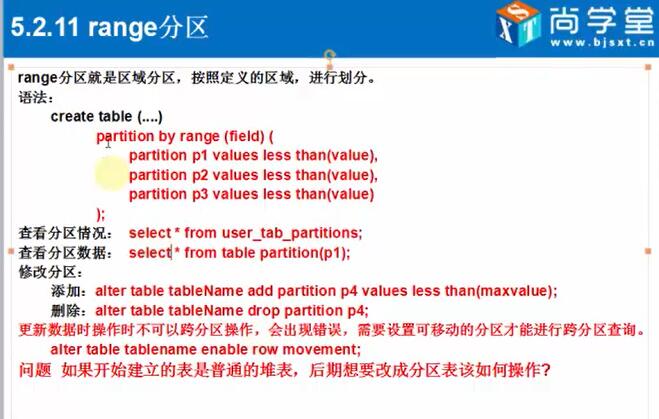 5.2.11 range分区
尚学堂
www.bjsxt.com
range分区就是区域分区，按照定义的区域，进行划分。
语法：
create table (....)
partition by range (field) (
partition p1 values less than(value),
partition p2 values less than(value),
partition p3 values less than(value)
);
查看分区情况： select * from user_tab_partitions;
查看分区数据： select * from table partition(p1);
修改分区：
添加：alter table tableName add partition p4 values less than(maxvalue);
删除：alter table tableName drop partition p4;
更新数据时操作时不可以跨分区操作，会出现错误，需要设置可移动的分区才能进行跨分区查询。
alter table tablename enable row movement;
问题 如果开始建立的表是普通的堆表，后期想要改成分区表该如何操作?